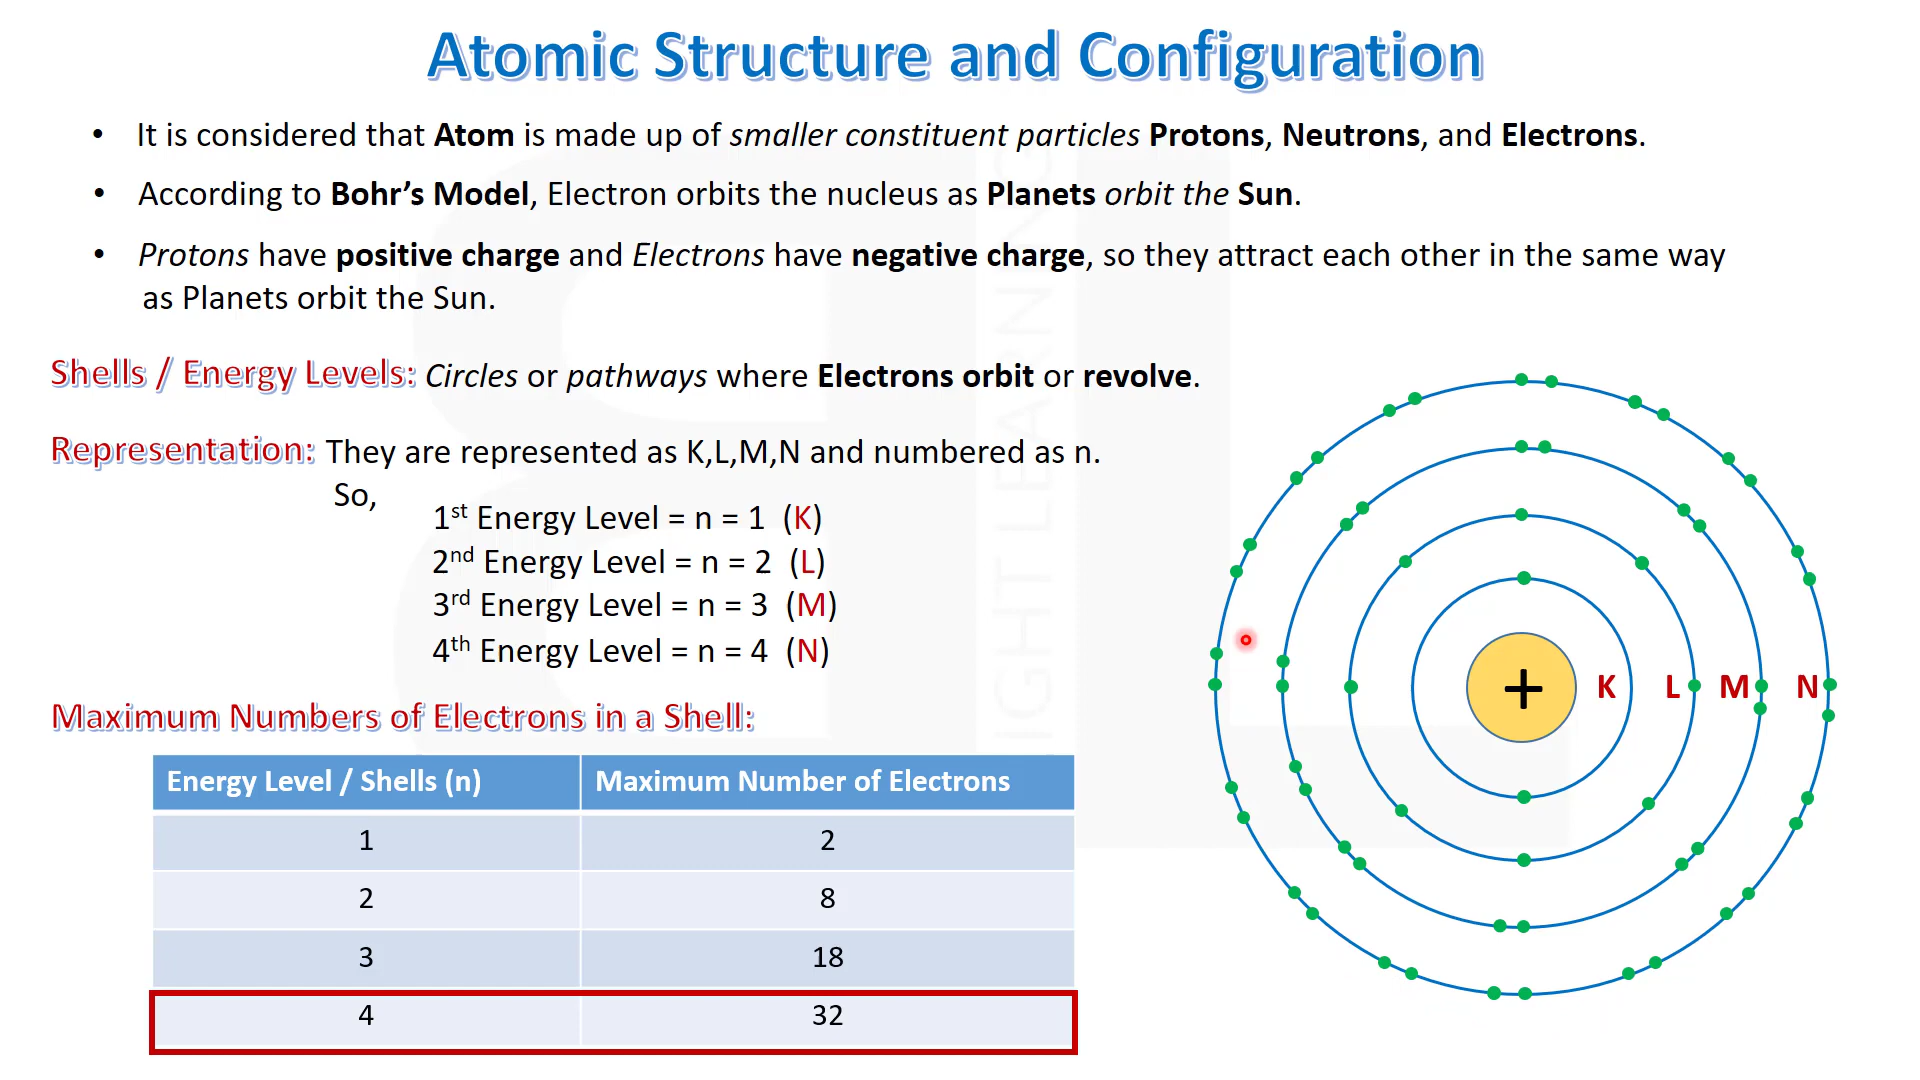 Atomic Structure and Configuration
• It is considered that Atom is made up of smaller constituent particles Protons, Neutrons, and Electrons.
• According to Bohr’s Model, Electron orbits the nucleus as Planets orbit the Sun.
• Protons have positive charge and Electrons have negative charge, so they attract each other in the same way
as Planets orbit the Sun.
Shells / Energy Levels: Circles or pathways where Electrons orbit or revolve.
Representation: They are represented as K,L,M,N and numbered as n.
So,
1st Energy Level = n = 1 (K)
2nd Energy Level = n = 2 (L)
3rd Energy Level = n = 3 (M)
4th Energy Level = n = 4 (N)
Maximum Numbers of Electrons in a Shell:
Energy Level / Shells (n) Maximum Number of Electrons
1 2
2 8
3 18
4 32
+ K L M N
IGHT LEARNING